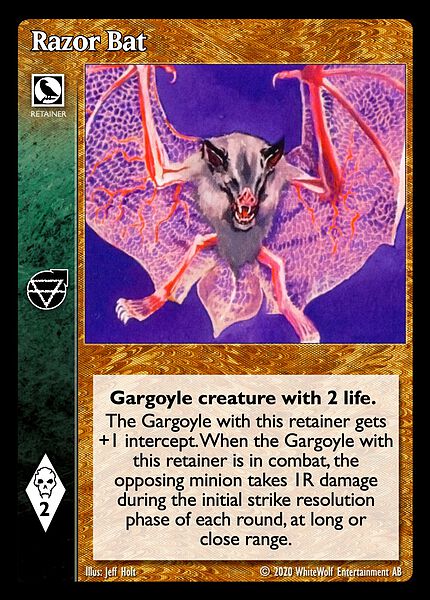 Razor Bat
RETAINER
Gargoyle creature with 2 life.
The Gargoyle with this retainer gets
+1 intercept. When the Gargoyle with
this retainer is in combat, the
opposing minion takes 1R damage
during the initial strike resolution
phase of each round, at long or
close range.
2
Illus: Jeff Holt
© 2020 WhiteWolf Entertainment AB